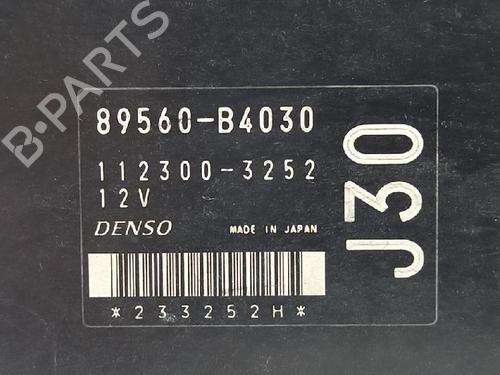 B-PARTS
89560-B4030
112300-3252
12V
DENSO MADE IN JAPAN
*233252H*
J30